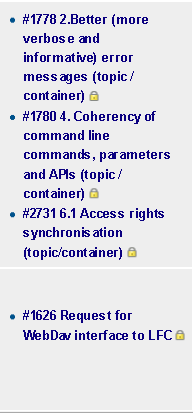 #1778 2.Better (more
verbose and
informative) error
messages (topic /
container)
#1780 4. Coherency of
command line
commands, parameters
and APIs (topic /
container)
#2731 6.1 Access rights
synchronisation
(topic/container)
#1626 Request for
WebDav interface to LFC